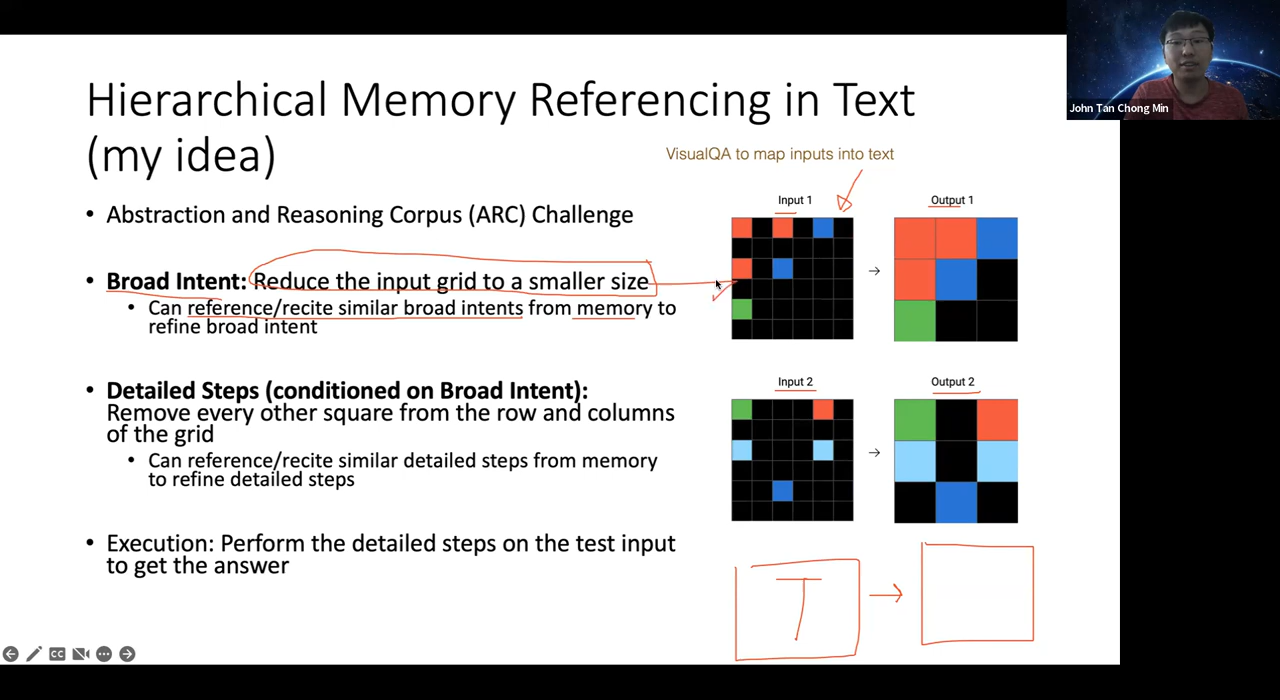 Hierarchical Memory Referencing in Text
(my idea)
John Tan Chong Min
VisualQA to map inputs into text
• Abstraction and Reasoning Corpus (ARC) Challenge
• Broad Intent: Reduce the input grid to a smaller size
• Can reference/recite similar broad intents from memory to
refine broad intent
• Detailed Steps (conditioned on Broad Intent):
Remove every other square from the row and columns
of the grid
• Can reference/recite similar detailed steps from memory
to refine detailed steps
• Execution: Perform the detailed steps on the test input
to get the answer
Input 1
Output 1
Input 2
Output 2
T
CC